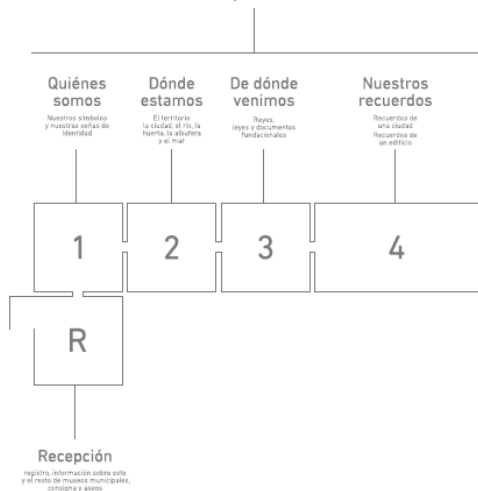 Quiénes
somos
Nuestros símbolos
y nuestras señas de
identidad
Dónde
estamos
El territorio
la ciudad, el río, la
huerta, la albufera
y el mar
De dónde
venimos
Reyes,
leyes y documentos
fundacionales
Nuestros
recuerdos
Recuerdos de
una ciudad
Recuerdos de
un edificio
1
2
3
4
R
Recepción
registro, información sobre este
y el resto de museos municipales,
consigna y aseos